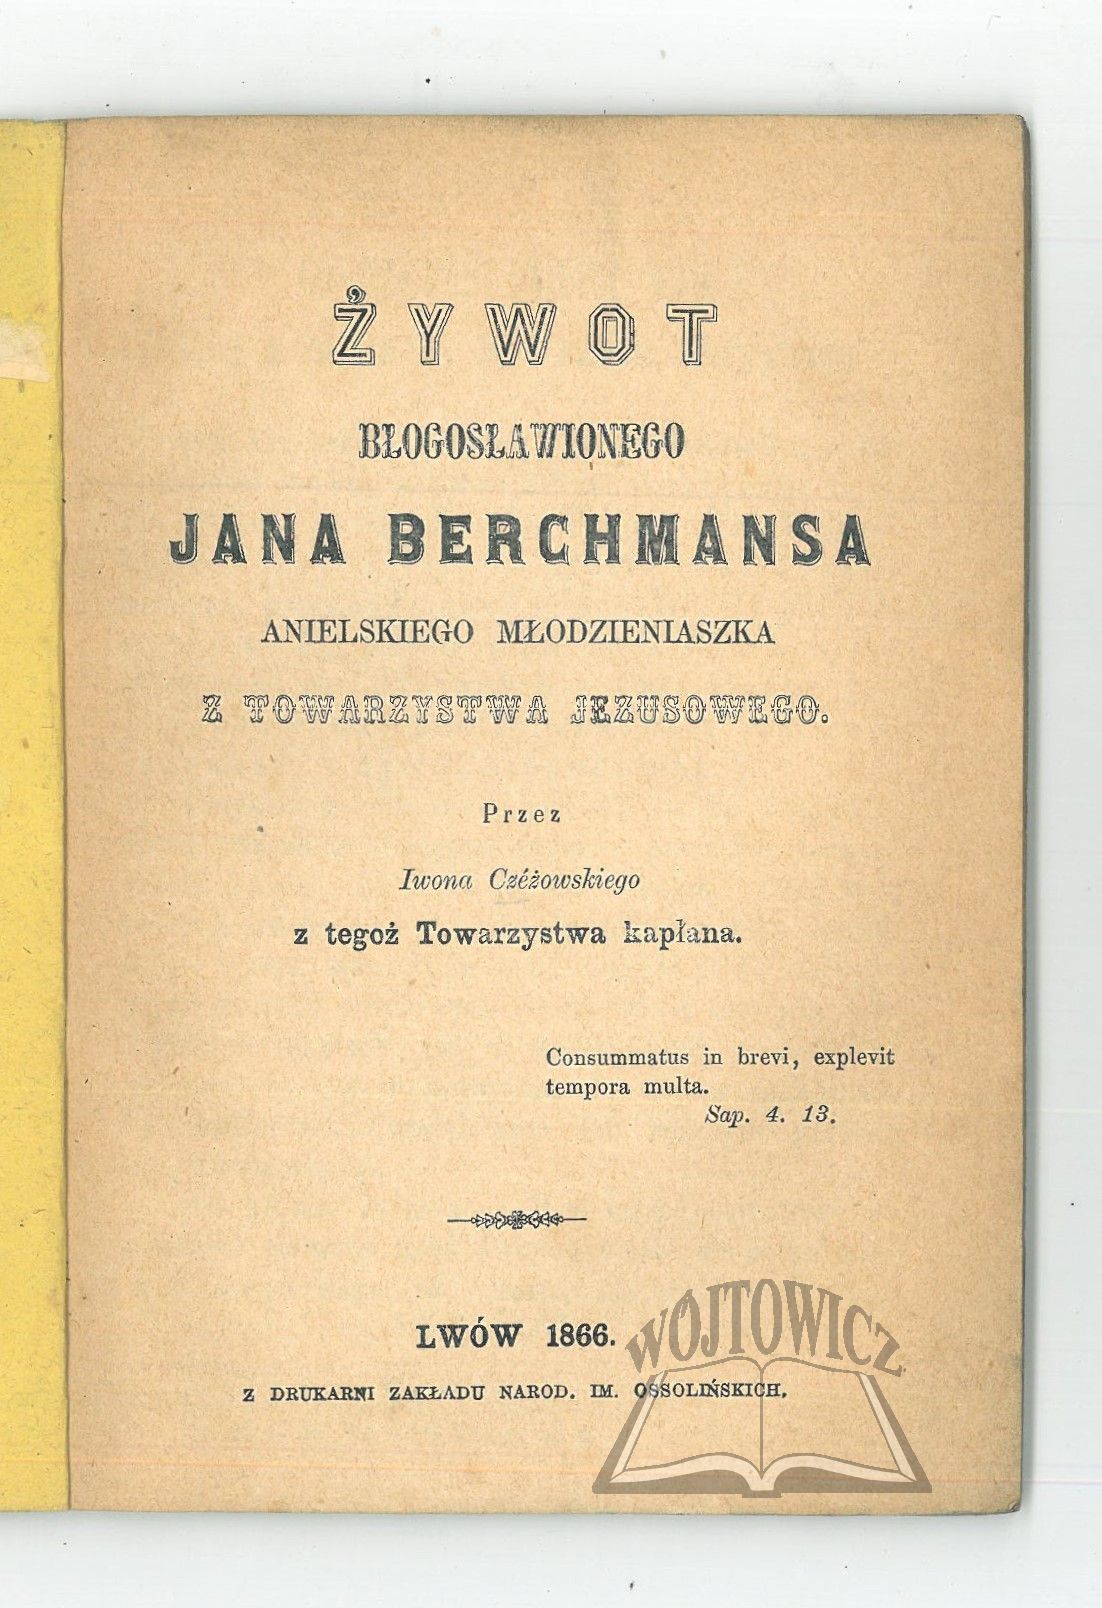 ŻYWOT
BŁOGOSŁAWIONEGO
JANA BERCHMANSA
ANIELSKIEGO MŁODZIENIASZKA
Z TOWARZYSTWA JEZUSOWEGO.
Przez
Iwona Czéżowskiego
z tegoż Towarzystwa kapłana.
Consummatus in brevi, explevit
tempora multa.
Sap. 4. 13.
LWÓW 1866.
Z DRUKARNI ZAKŁADU NAROD. IM. OSSOLIŃSKICH.
WÓJTOWICZ